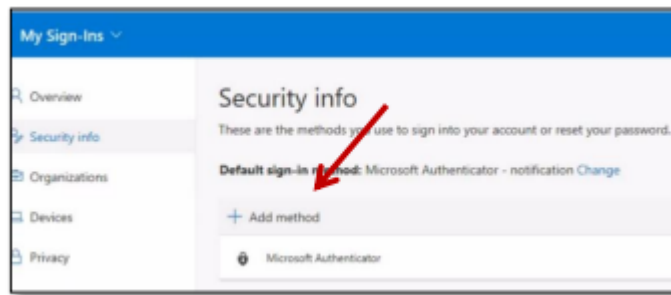 My Sign-Ins
Overview
Security info
Organizations
Devices
Privacy
Security info
These are the methods you use to sign into your account or reset your password.
Default sign-in method: Microsoft Authenticator - notification Change
+ Add method
Microsoft Authenticator